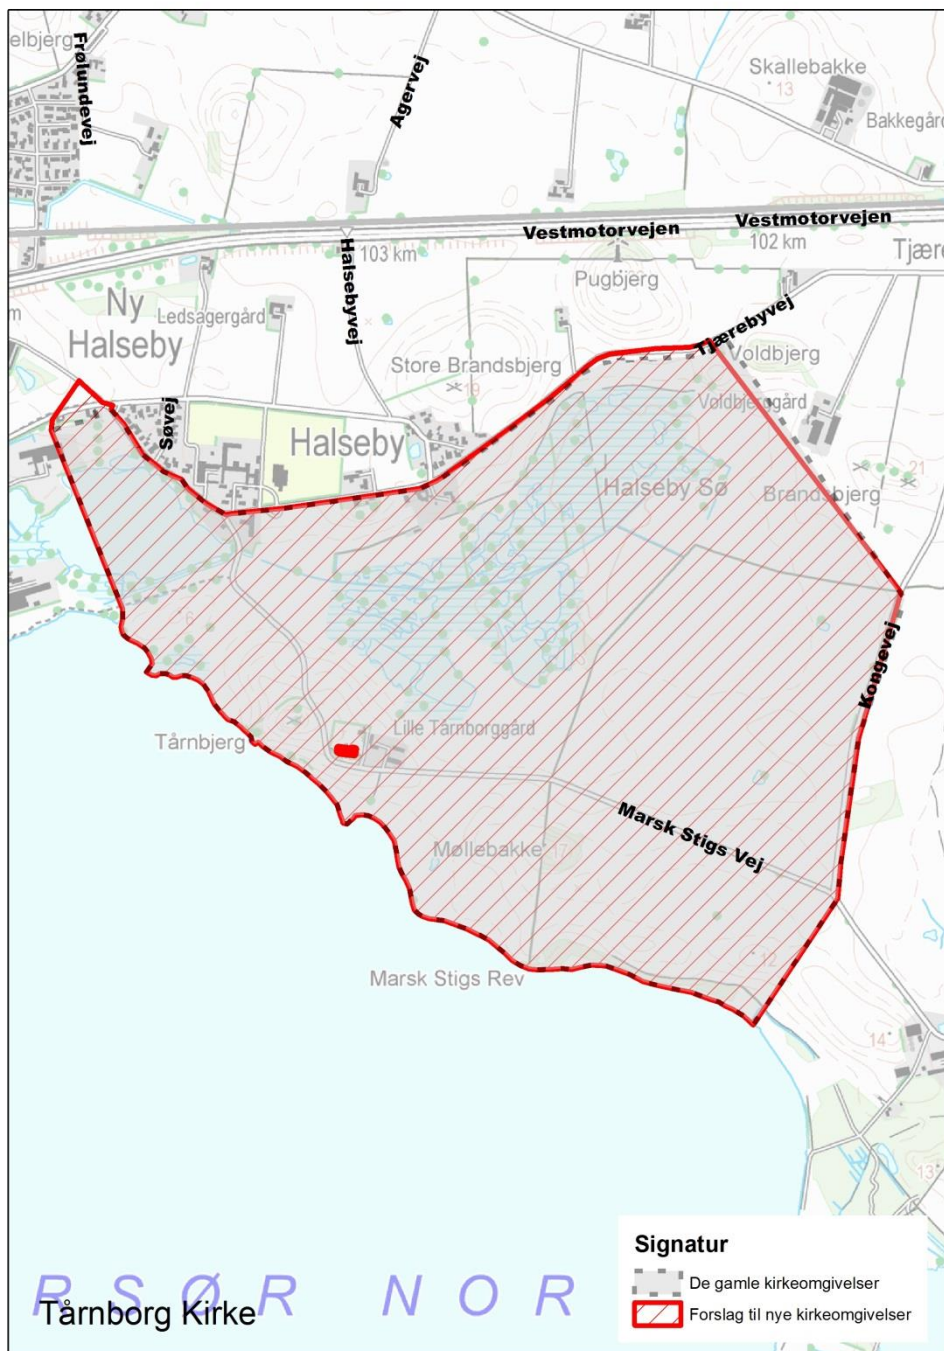 elbjerg
Frølundevej
Agervej
Skallebakke
13
Bakkegård
Vestmotorvejen
Vestmotorvejen
103 km
102 km
Halsebyvej
Tjære
Pugbjerg
Ny
Halseby
Ledsagergård
m
Tjærebyvej
Store Brandsbjerg
19
Voldbjerg
Voldbjerggård
Søvej
Halseby
21
Halseby Sø
Brandsbjerg
6
Kongevej
Tårnbjerg
Lille Tårnborggård
Marsk Stigs Vej
Møllebakke
17
12
Marsk Stigs Rev
14
13
Signatur
De gamle kirkeomgivelser
Forslag til nye kirkeomgivelser
RSØR NOR
Tårnborg Kirke